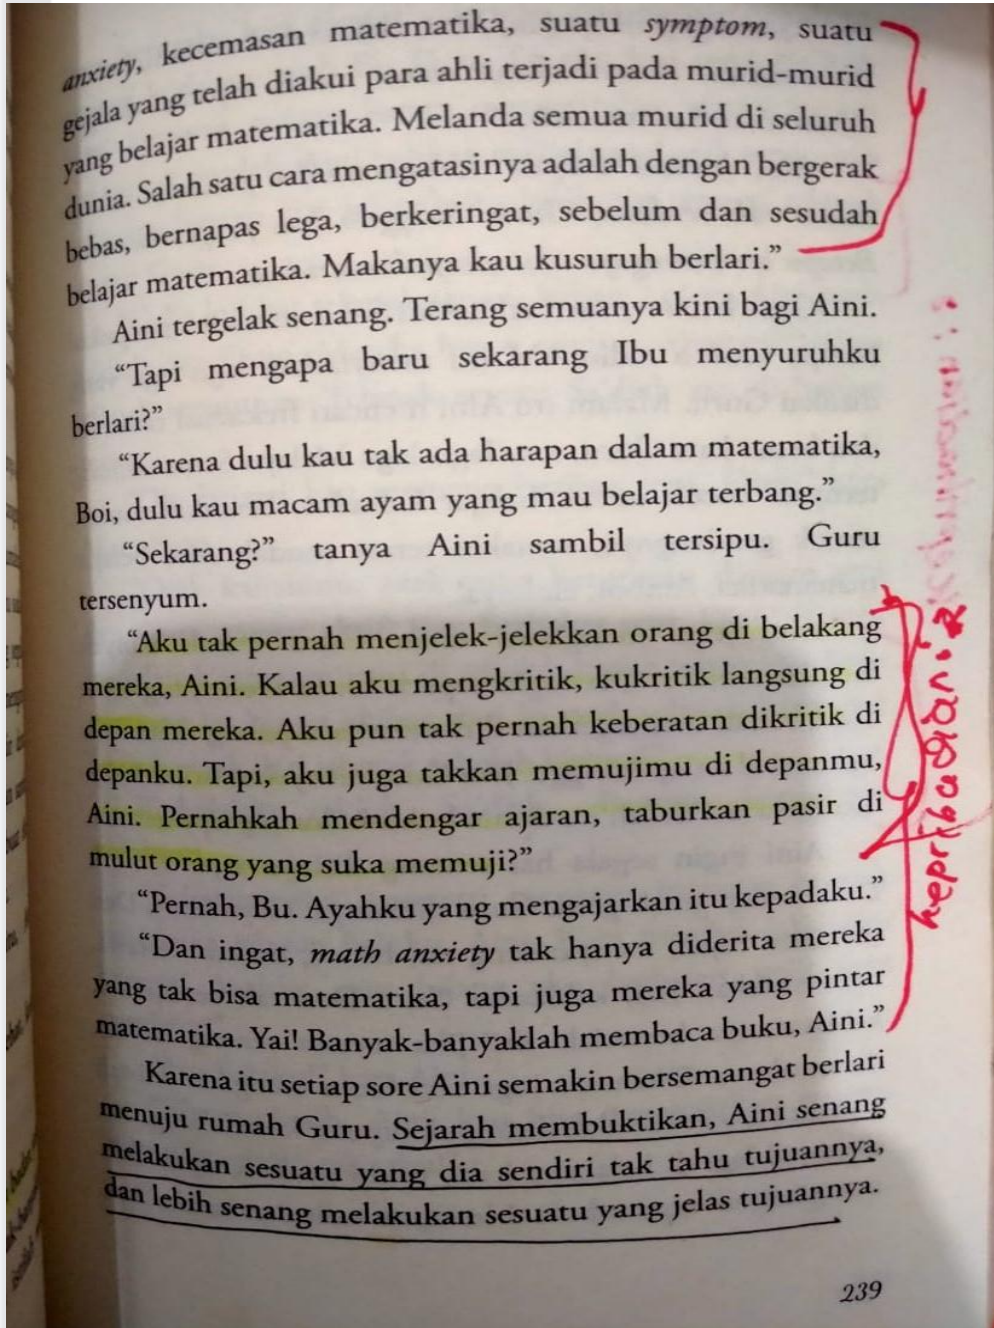 anxiety, kecemasan matematika, suatu symptom, suatu
gejala yang telah diakui para ahli terjadi pada murid-murid
yang belajar matematika. Melanda semua murid di seluruh
dunia. Salah satu cara mengatasinya adalah dengan bergerak
bebas, bernapas lega, berkeringat, sebelum dan sesudah
belajar matematika. Makanya kau kusuruh berlari.”
Aini tergelak senang. Terang semuanya kini bagi Aini.
“Tapi mengapa baru sekarang Ibu menyuruhku
berlari?”
“Karena dulu kau tak ada harapan dalam matematika,
Boi, dulu kau macam ayam yang mau belajar terbang.”
“Sekarang?” tanya Aini sambil tersipu. Guru
tersenyum.
“Aku tak pernah menjelek-jelekkan orang di belakang
mereka, Aini. Kalau aku mengkritik, kukritik langsung di
depan mereka. Aku pun tak pernah keberatan dikritik di
depanku. Tapi, aku juga takkan memujimu di depanmu,
Aini. Pernahkah mendengar ajaran, taburkan pasir di
mulut orang yang suka memuji?”
“Pernah, Bu. Ayahku yang mengajarkan itu kepadaku.”
“Dan ingat, math anxiety tak hanya diderita mereka
yang tak bisa matematika, tapi juga mereka yang pintar
matematika. Yai! Banyak-banyaklah membaca buku, Aini.”
Karena itu setiap sore Aini semakin bersemangat berlari
menuju rumah Guru. Sejarah membuktikan, Aini senang
melakukan sesuatu yang dia sendiri tak tahu tujuannya,
dan lebih senang melakukan sesuatu yang jelas tujuannya.
239